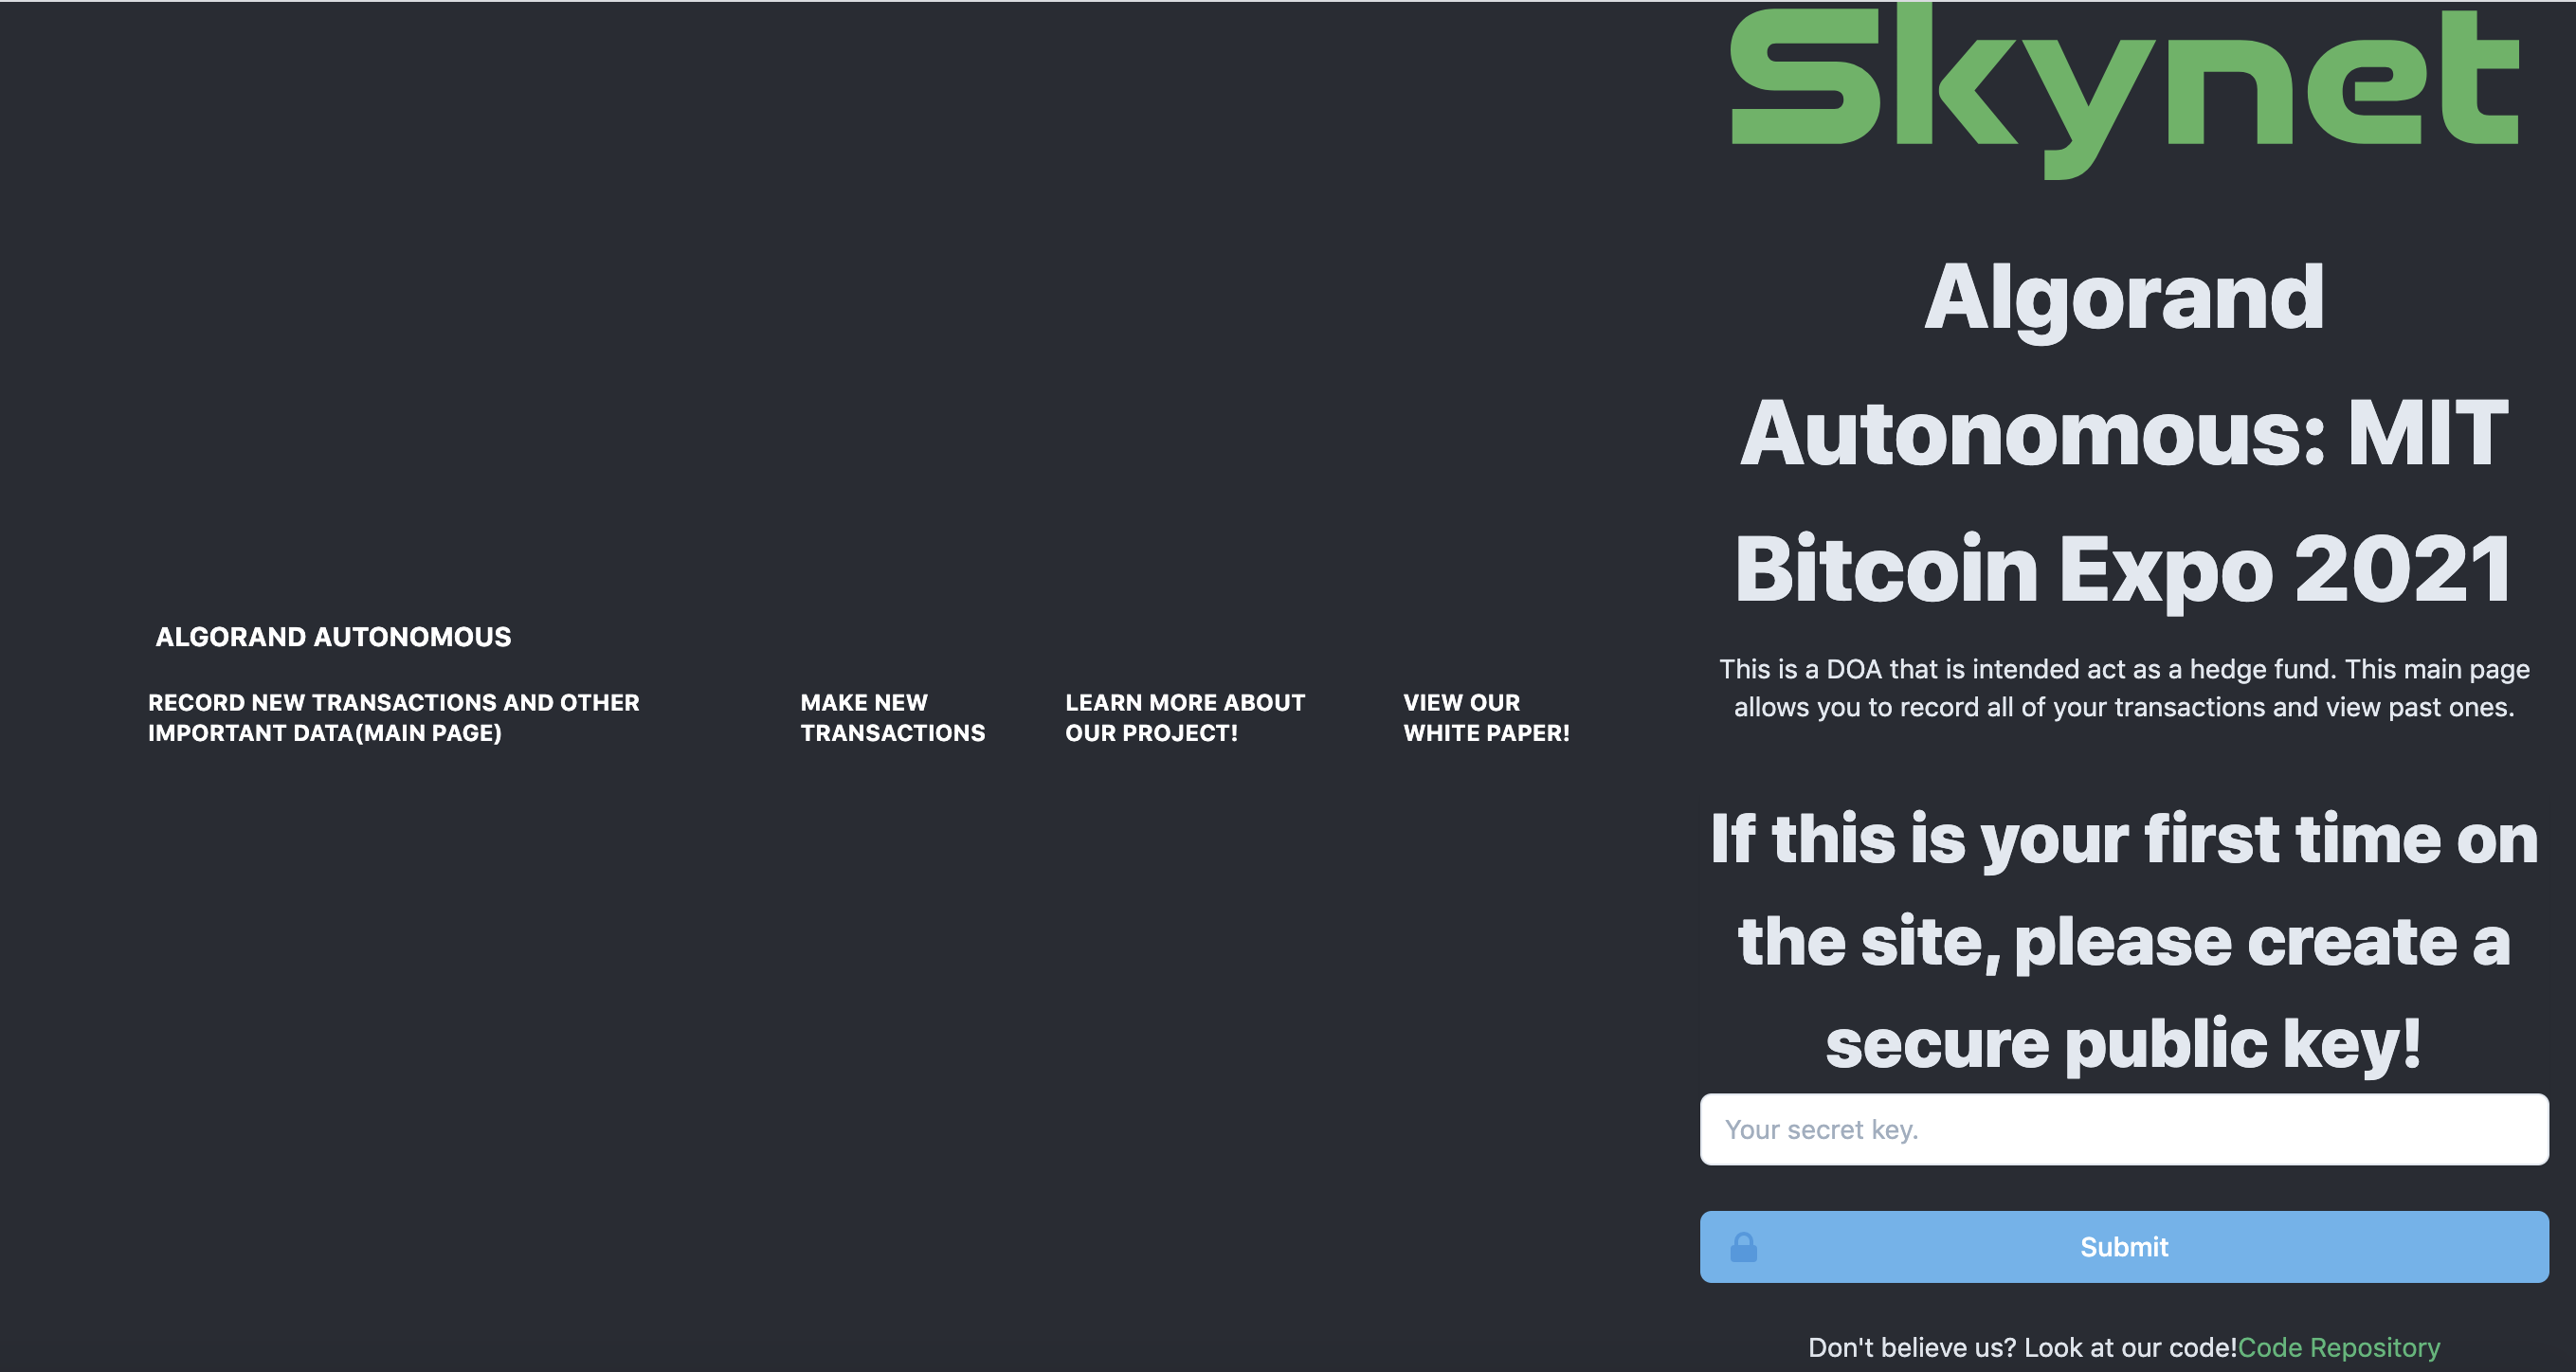 ALGORAND AUTONOMOUS
RECORD NEW TRANSACTIONS AND OTHER
IMPORTANT DATA(MAIN PAGE)
MAKE NEW
TRANSACTIONS
LEARN MORE ABOUT
OUR PROJECT!
VIEW OUR
WHITE PAPER!
Skynet
Algorand
Autonomous: MIT
Bitcoin Expo 2021
This is a DOA that is intended act as a hedge fund. This main page
allows you to record all of your transactions and view past ones.
If this is your first time on
the site, please create a
secure public key!
Your secret key.
Submit
Don't believe us? Look at our code!Code Repository